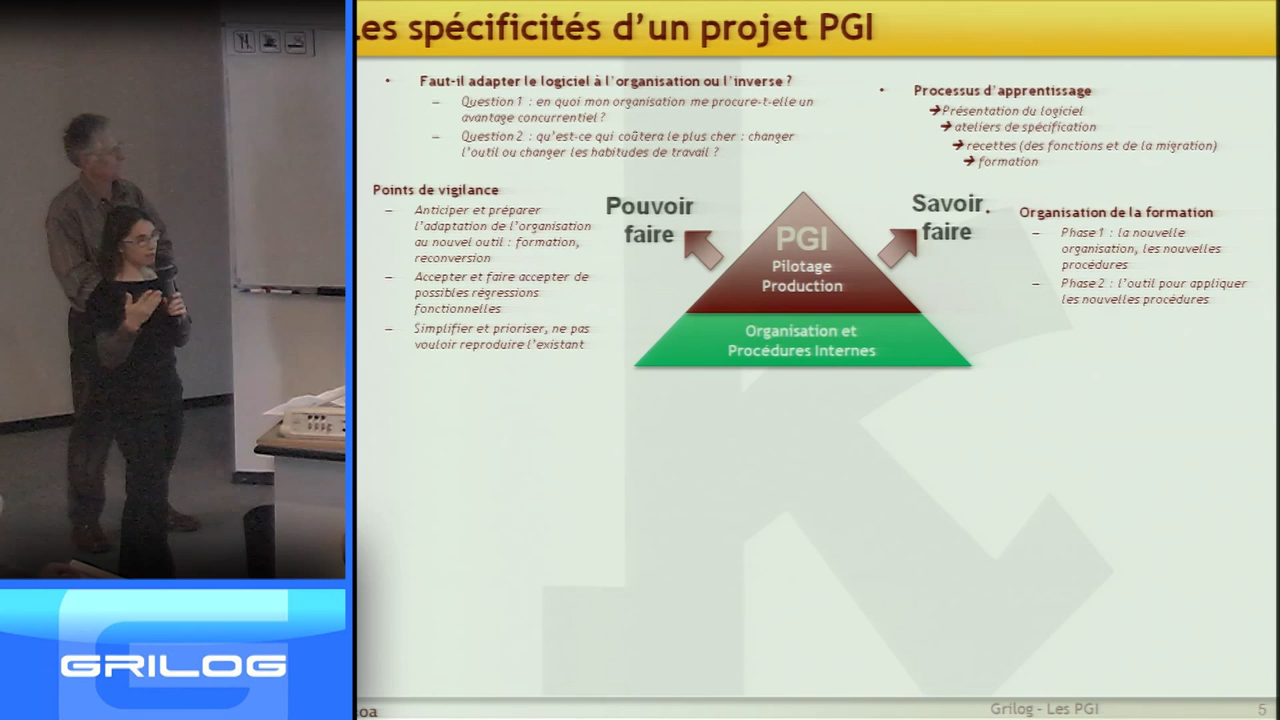 es spécificités d’un projet PGI
• Faut-il adapter le logiciel à l’organisation ou l’inverse ?
– Question 1 : en quoi mon organisation me procure-t-elle un
avantage concurrentiel ?
– Question 2 : qu’est-ce qui coûtera le plus cher : changer
l’outil ou changer les habitudes de travail ?
• Processus d’apprentissage
➔Présentation du logiciel
➔ ateliers de spécification
➔ recettes (des fonctions et de la migration)
➔ formation
Points de vigilance
– Anticiper et préparer
l’adaptation de l’organisation
au nouvel outil : formation,
reconversion
– Accepter et faire accepter de
possibles régressions
fonctionnelles
– Simplifier et prioriser, ne pas
vouloir reproduire l’existant
Pouvoir
faire
PGI
Pilotage
Production
Organisation et
Procédures Internes
Savoir
faire
• Organisation de la formation
– Phase 1 : la nouvelle
organisation, les nouvelles
procédures
– Phase 2 : l’outil pour appliquer
les nouvelles procédures
GRILOG
oa
Grilog - Les PGI
5